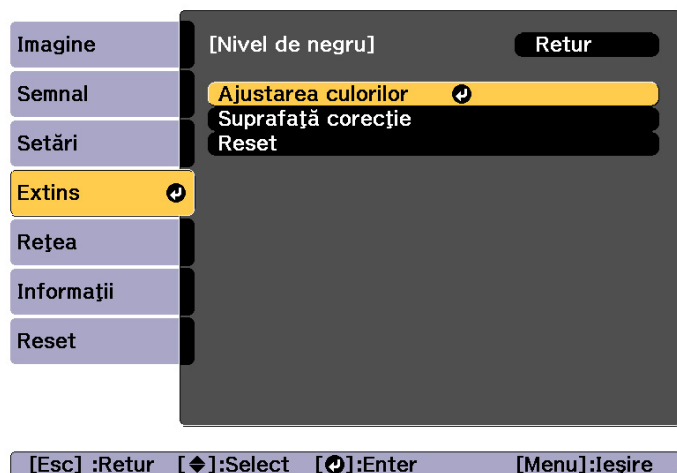 Imagine
Semnal
Setări
Extins
Reţea
Informaţii
Reset
[Nivel de negru] Retur
Ajustarea culorilor
Suprafaţă corecţie
Reset
[Esc] :Retur [◆]:Select [↵]:Enter [Menu]:Ieşire